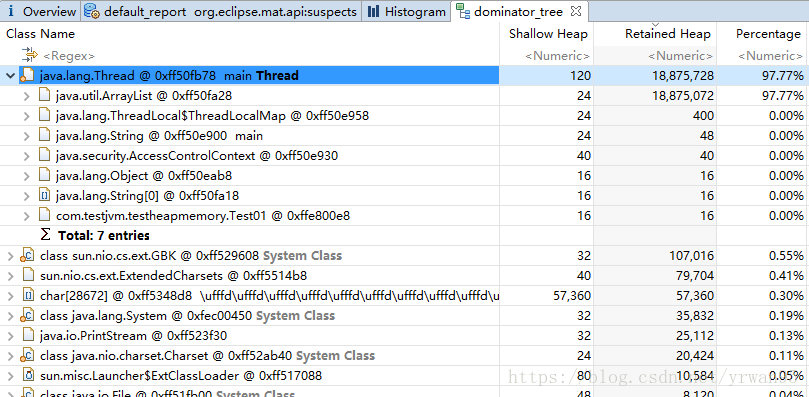 Overview default_report org.eclipse.mat.api:suspects Histogram dominator_tree
Class Name Shallow Heap Retained Heap Percentage
<Regex> <Numeric> <Numeric> <Numeric>
java.lang.Thread @ 0xff50fb78 main Thread 120 18,875,728 97.77%
java.util.ArrayList @ 0xff50fa28 24 18,875,072 97.77%
java.lang.ThreadLocal$ThreadLocalMap @ 0xff50e958 24 400 0.00%
java.lang.String @ 0xff50e900 main 24 48 0.00%
java.security.AccessControlContext @ 0xff50e930 40 40 0.00%
java.lang.Object @ 0xff50eab8 16 16 0.00%
java.lang.String[0] @ 0xff50fa18 16 16 0.00%
com.testjvm.testheapmemory.Test01 @ 0xffe800e8 16 16 0.00%
Σ Total: 7 entries
class sun.nio.cs.ext.GBK @ 0xff529608 System Class 32 107,016 0.55%
sun.nio.cs.ext.ExtendedCharsets @ 0xff5514b8 40 79,704 0.41%
char[28672] @ 0xff5348d8 \ufffd\ufffd\ufffd\ufffd\ufffd\ufffd\ufffd\ufffd\ufffd\u 57,360 57,360 0.30%
class java.lang.System @ 0xfec00450 System Class 32 35,832 0.19%
java.io.PrintStream @ 0xff523f30 32 25,112 0.13%
class java.nio.charset.Charset @ 0xff52ab40 System Class 24 20,424 0.11%
sun.misc.Launcher$ExtClassLoader @ 0xff517088 80 10,584 0.05%
class java.io.File @ 0xff51fb00 System Class 48 8,120 0.04%